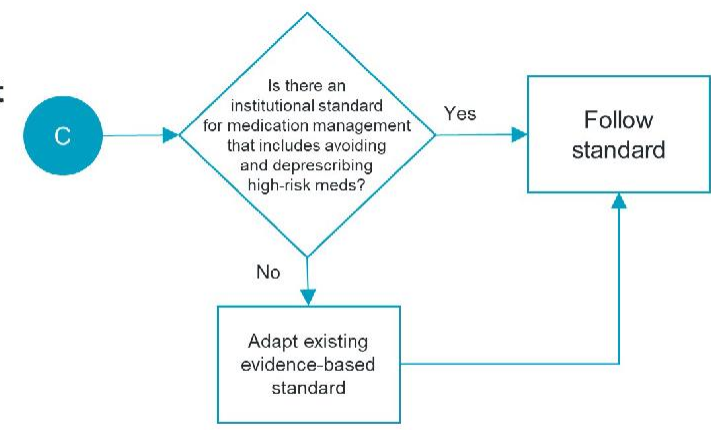 C
Is there an
institutional standard
for medication management
that includes avoiding
and deprescribing
high-risk meds?
Yes
Follow
standard
No
Adapt existing
evidence-based
standard